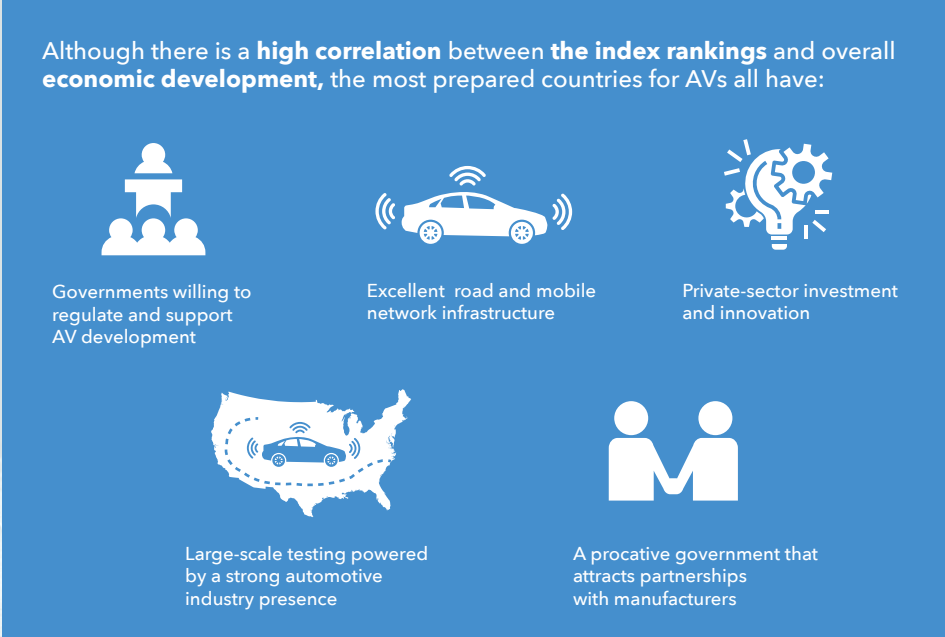 Although there is a high correlation between the index rankings and overall
economic development, the most prepared countries for AVs all have:
Governments willing to
regulate and support
AV development
Excellent road and mobile
network infrastructure
Private-sector investment
and innovation
Large-scale testing powered
by a strong automotive
industry presence
A procative government that
attracts partnerships
with manufacturers